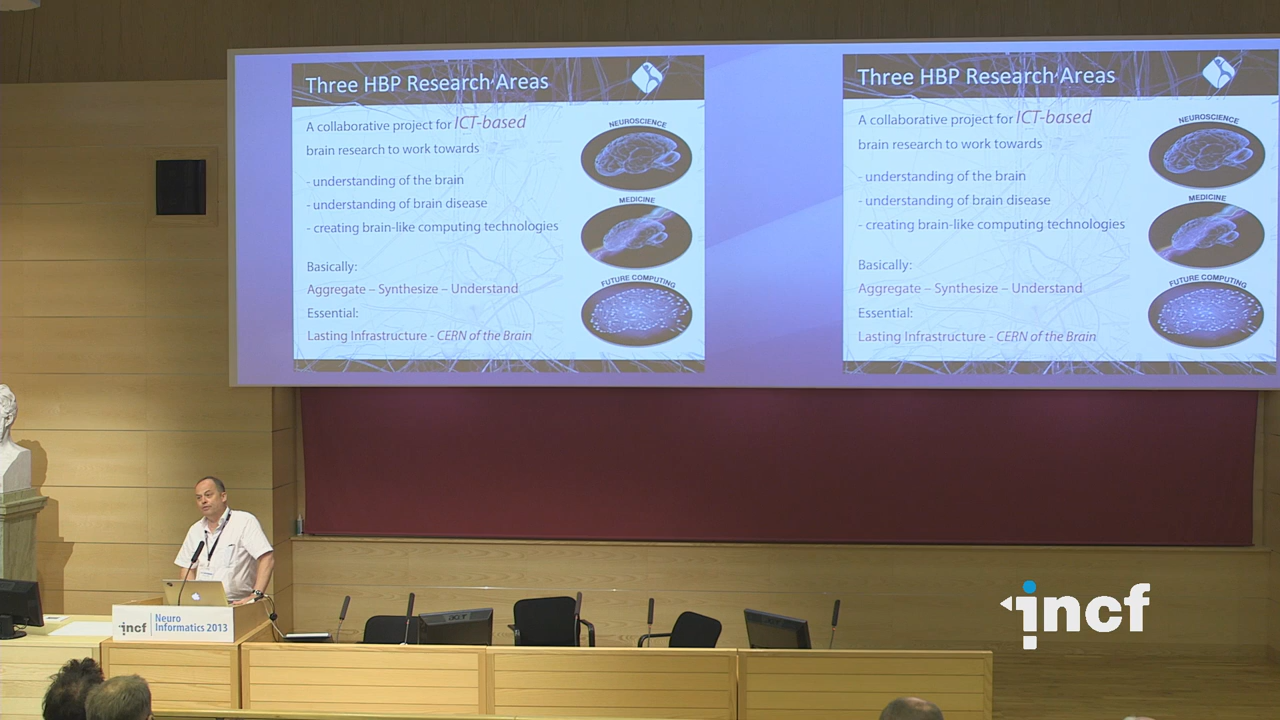 Three HBP Research Areas
A collaborative project for ICT-based
brain research to work towards
- understanding of the brain
- understanding of brain disease
- creating brain-like computing technologies
Basically:
Aggregate – Synthesize – Understand
Essential:
Lasting Infrastructure - CERN of the Brain
NEUROSCIENCE
MEDICINE
FUTURE COMPUTING
Three HBP Research Areas
A collaborative project for ICT-based
brain research to work towards
- understanding of the brain
- understanding of brain disease
- creating brain-like computing technologies
Basically:
Aggregate – Synthesize – Understand
Essential:
Lasting Infrastructure - CERN of the Brain
NEUROSCIENCE
MEDICINE
FUTURE COMPUTING
incf
Neuro
Informatics 2013
acer
incf